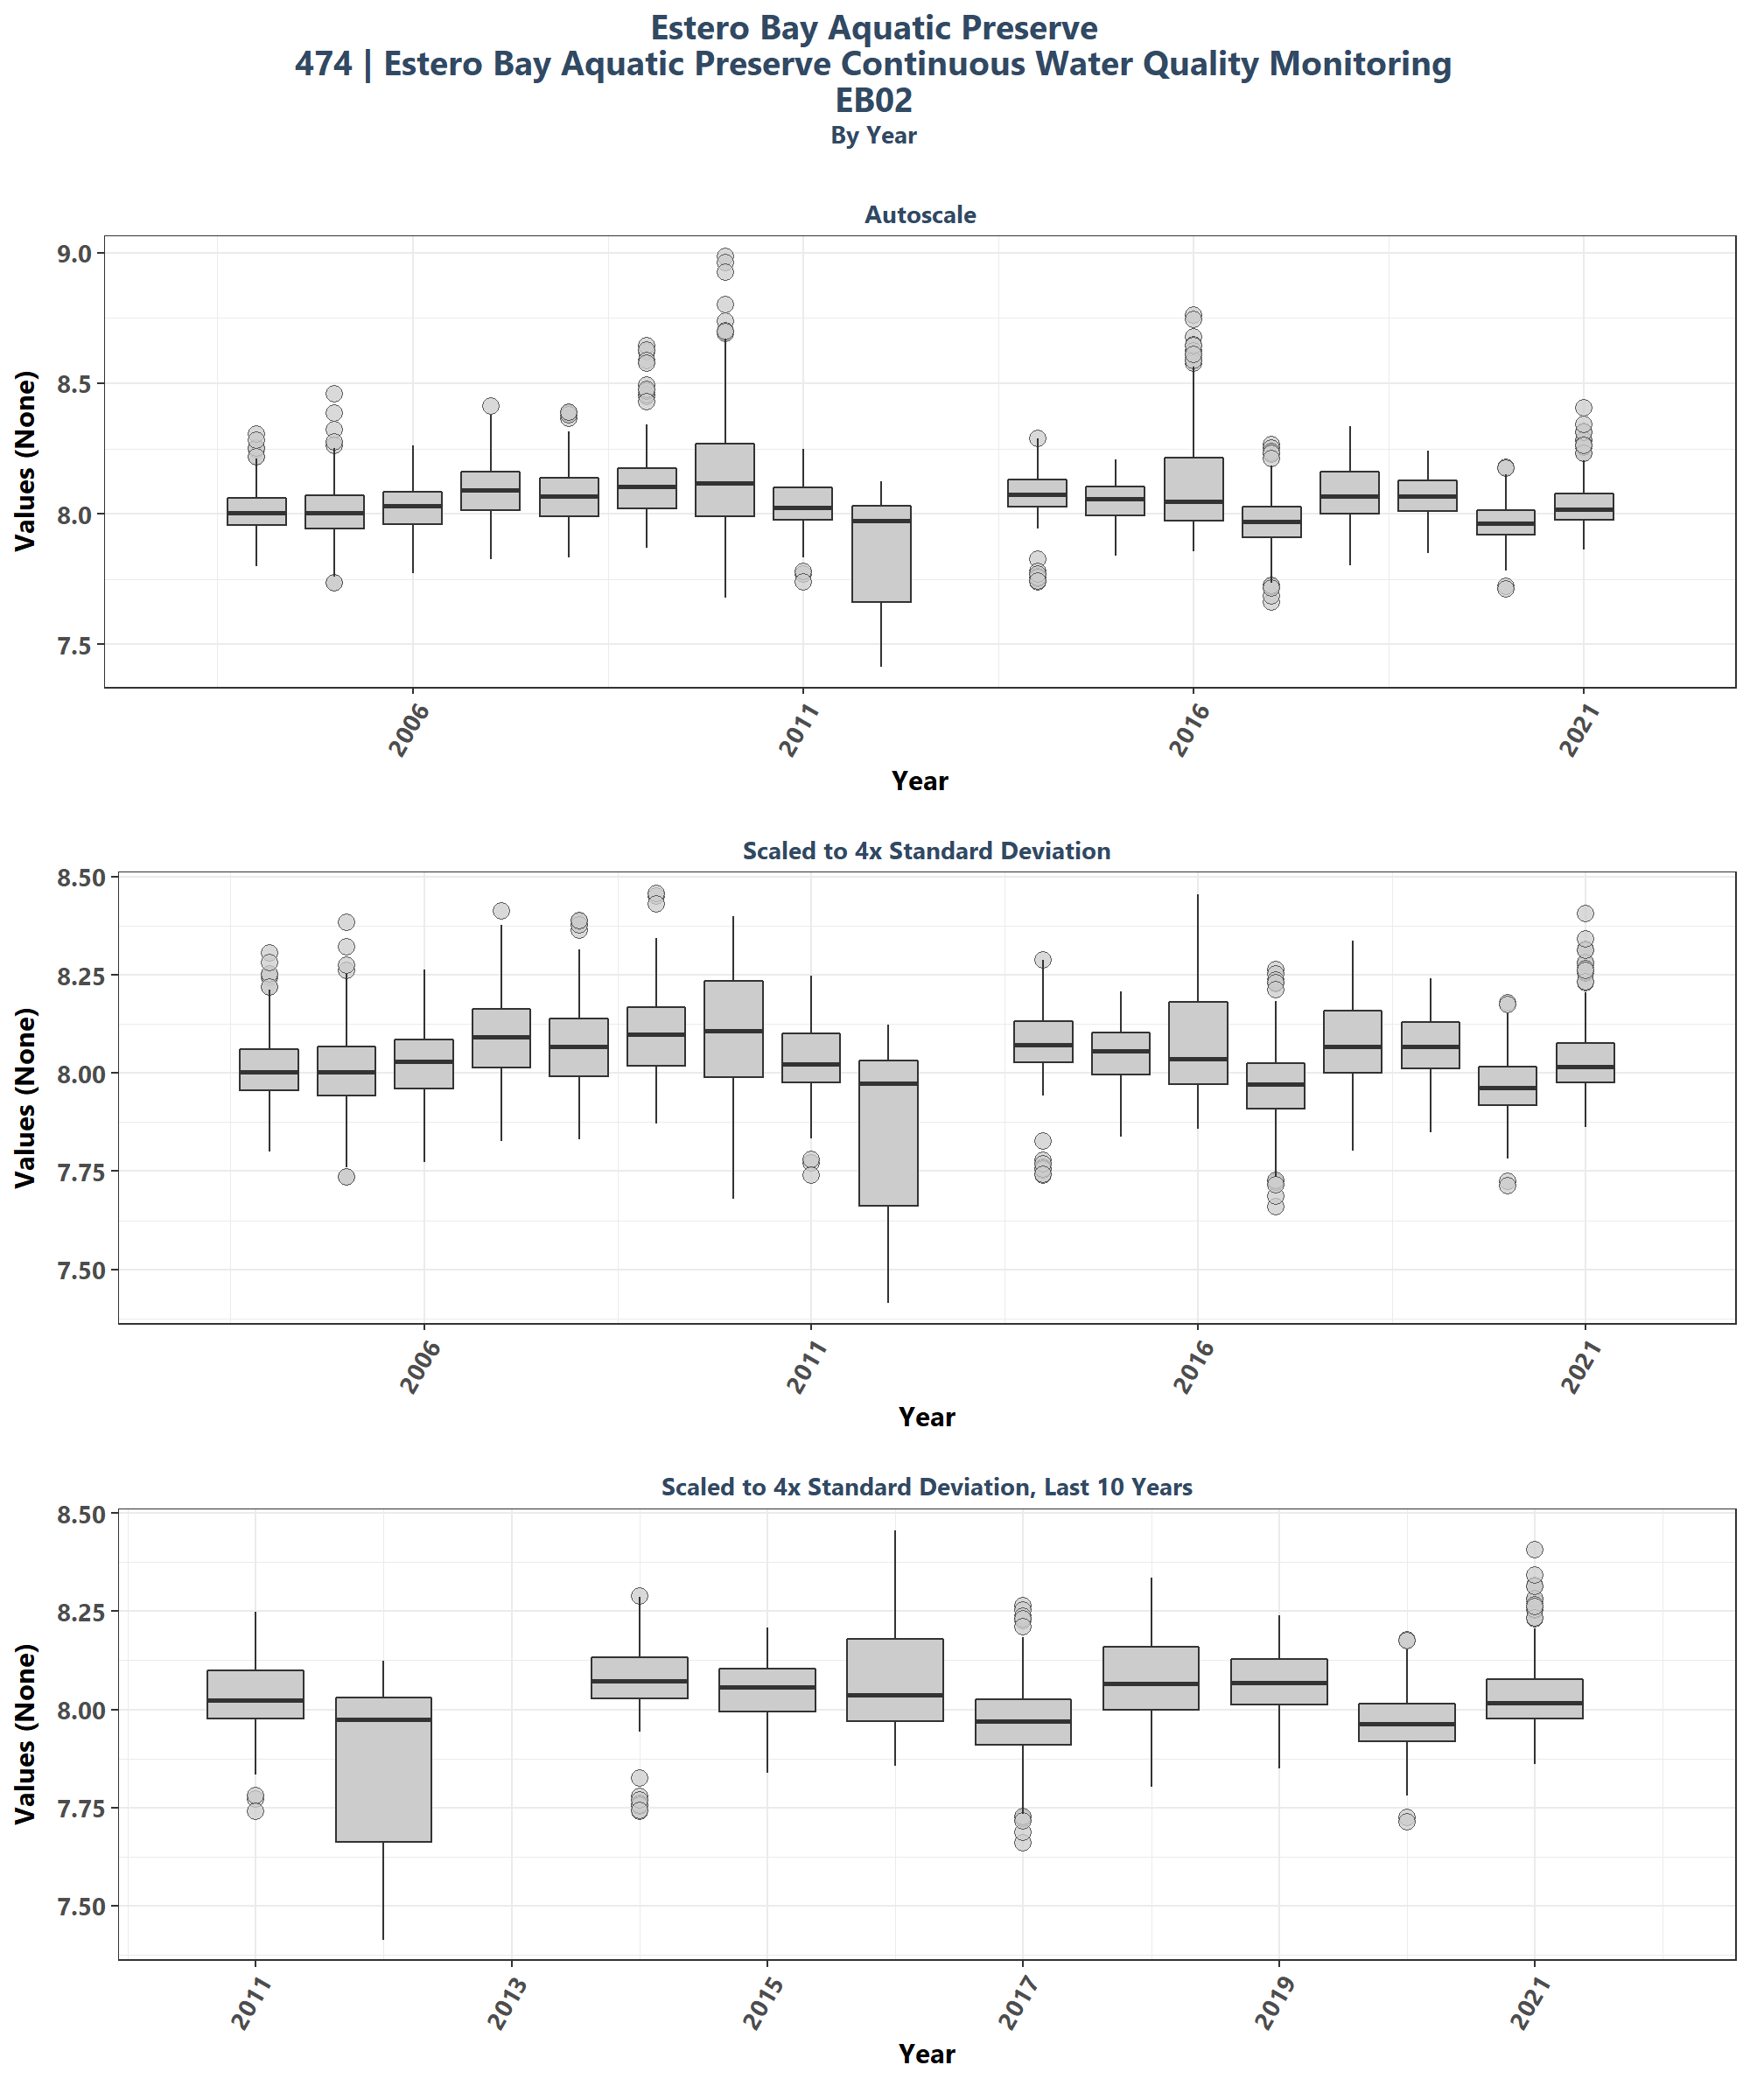 Estero Bay Aquatic Preserve
474 | Estero Bay Aquatic Preserve Continuous Water Quality Monitoring
EB02
By Year
Autoscale
Values (None)
9.0
8.5
8.0
7.5
2006
2011
2016
2021
Year
Scaled to 4x Standard Deviation
Values (None)
8.50
8.25
8.00
7.75
7.50
2006
2011
2016
2021
Year
Scaled to 4x Standard Deviation, Last 10 Years
Values (None)
8.50
8.25
8.00
7.75
7.50
2011
2013
2015
2017
2019
2021
Year